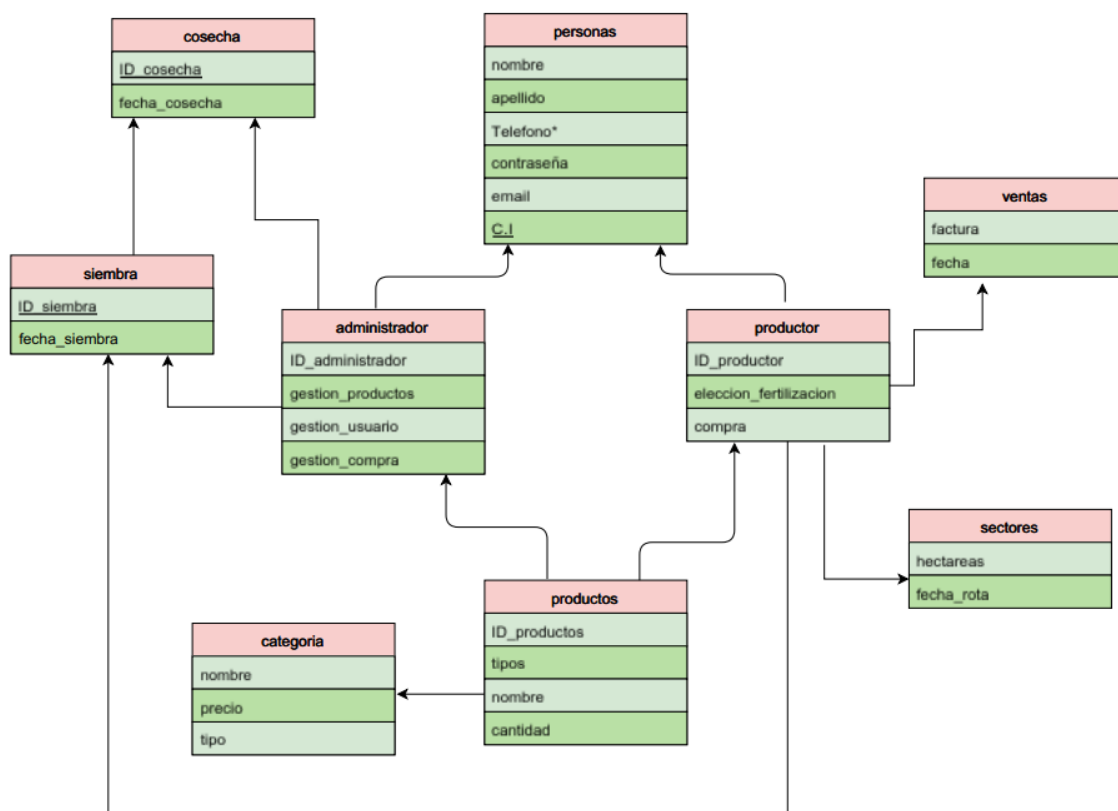 cosecha
ID_cosecha
fecha_cosecha
personas
nombre
apellido
Telefono*
contraseña
email
C.I
ventas
factura
fecha
siembra
ID_siembra
fecha_siembra
administrador
ID_administrador
gestion_productos
gestion_usuario
gestion_compra
productor
ID_productor
eleccion_fertilizacion
compra
sectores
hectareas
fecha_rota
productos
ID_productos
tipos
nombre
cantidad
categoria
nombre
precio
tipo